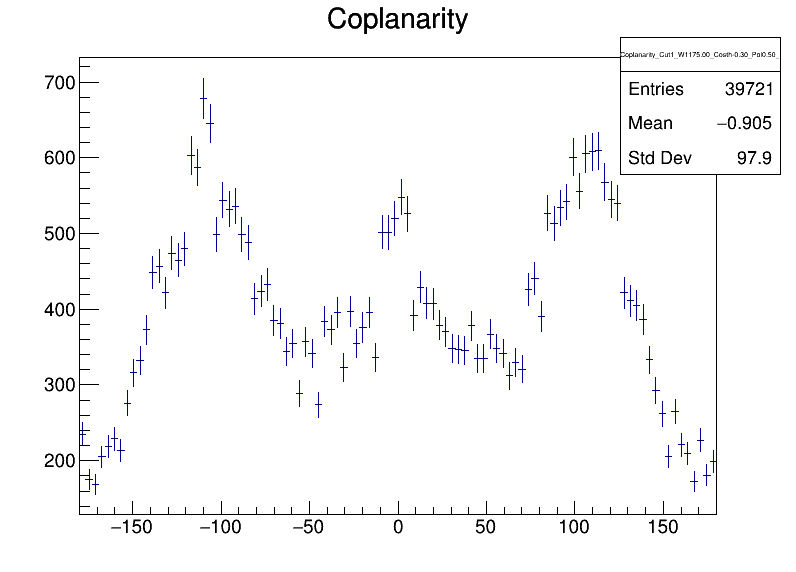 Coplanarity
Coplanarity_Cut1_W1175.00_Costh-0.30_Pol0.50_
Entries 39721
Mean −0.905
Std Dev 97.9
700
600
500
400
300
200
−150 −100 −50 0 50 100 150